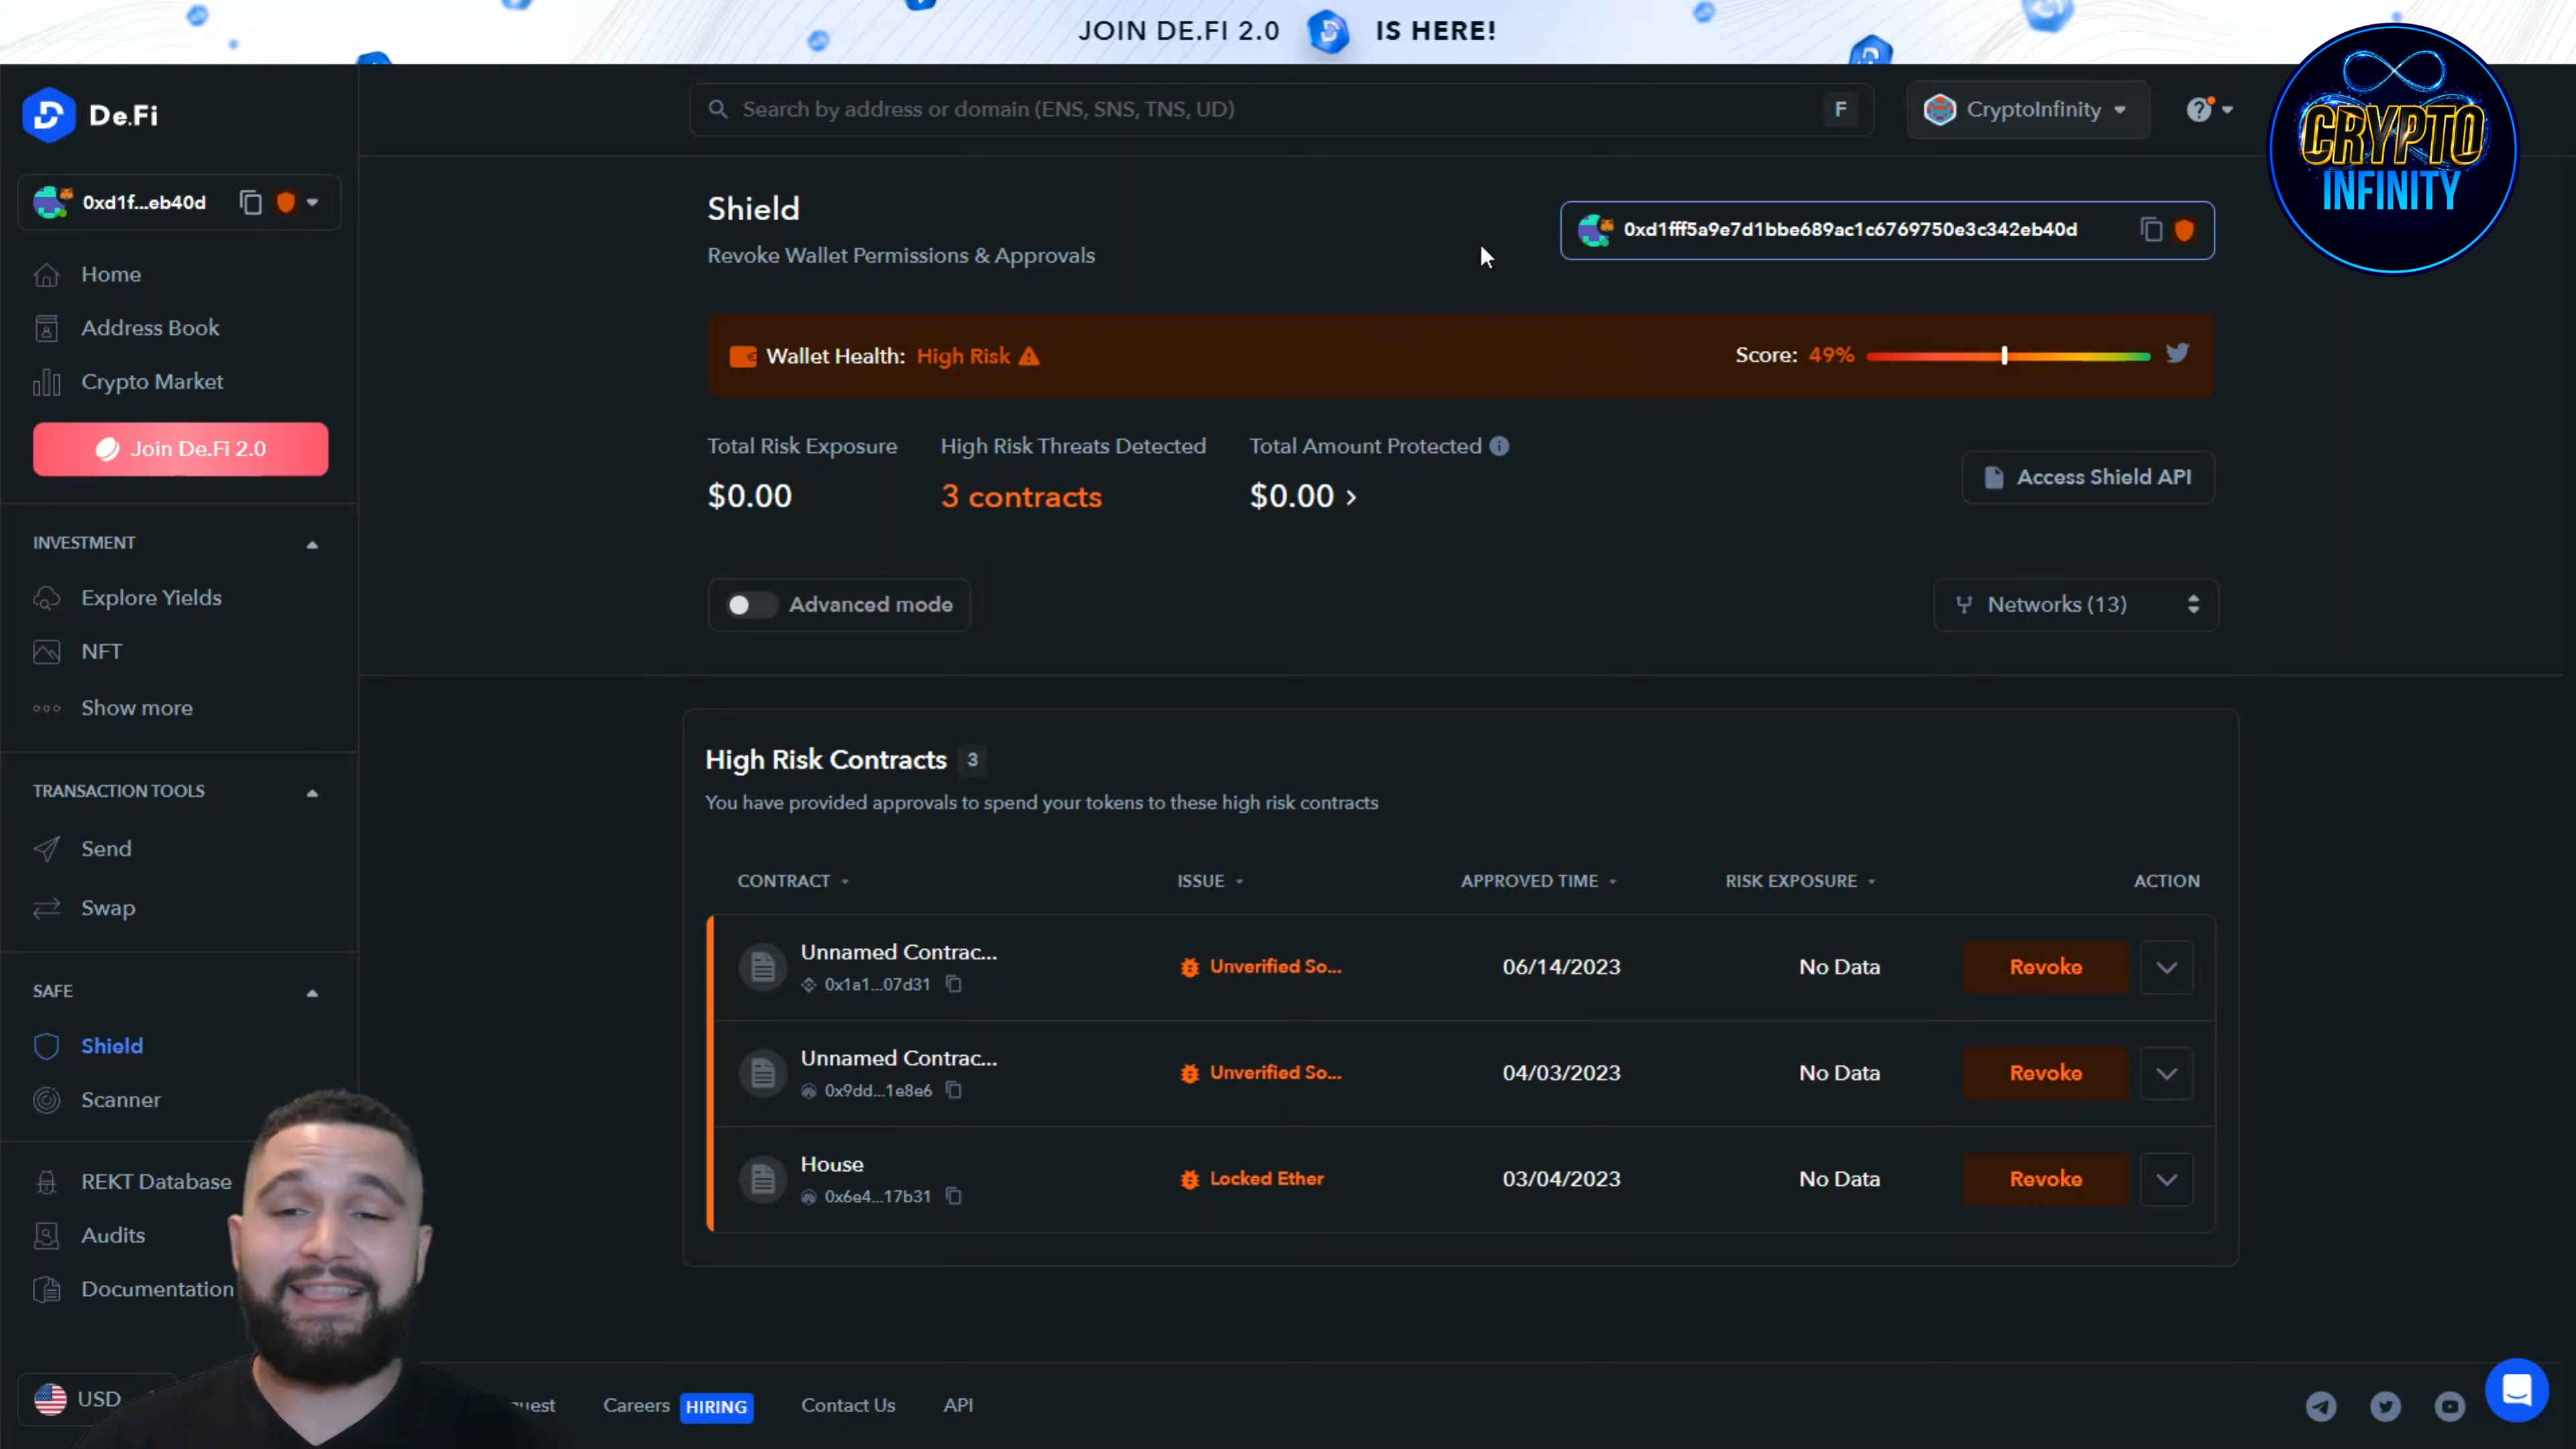 JOIN DE.FI 2.0 IS HERE!
De.Fi
Search by address or domain (ENS, SNS, TNS, UD)
F
CryptoInfinity
CRYPTO
INFINITY
0xd1f...eb40d
Home
Address Book
Crypto Market
Join De.Fi 2.0
INVESTMENT
Explore Yields
NFT
Show more
TRANSACTION TOOLS
Send
Swap
SAFE
Shield
Scanner
REKT Database
Audits
Documentation
USD
Shield
Revoke Wallet Permissions & Approvals
0xd1fff5a9e7d1bbe689ac1c6769750e3c342eb40d
Wallet Health: High Risk
Score: 49%
Total Risk Exposure
$0.00
High Risk Threats Detected
3 contracts
Total Amount Protected
$0.00 >
Access Shield API
Advanced mode
Networks (13)
High Risk Contracts 3
You have provided approvals to spend your tokens to these high risk contracts
CONTRACT ISSUE APPROVED TIME RISK EXPOSURE ACTION
Unnamed Contrac...
0x1a1...07d31
Unverified So...
06/14/2023
No Data
Revoke
Unnamed Contrac...
0x9dd...1e8e6
Unverified So...
04/03/2023
No Data
Revoke
House
0x6e4...17b31
Locked Ether
03/04/2023
No Data
Revoke
Careers HIRING
Contact Us
API